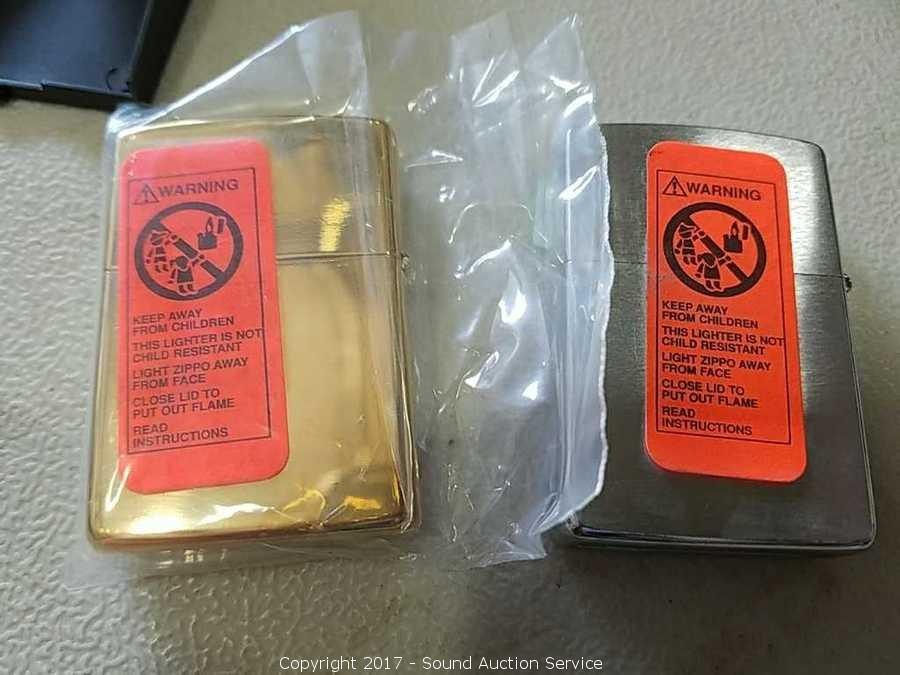 WARNING
KEEP AWAY
FROM CHILDREN
THIS LIGHTER IS NOT
CHILD RESISTANT
LIGHT ZIPPO AWAY
FROM FACE
CLOSE LID TO
PUT OUT FLAME
READ
INSTRUCTIONS
WARNING
KEEP AWAY
FROM CHILDREN
THIS LIGHTER IS NOT
CHILD RESISTANT
LIGHT ZIPPO AWAY
FROM FACE
CLOSE LID TO
PUT OUT FLAME
READ
INSTRUCTIONS
Copyright 2017 - Sound Auction Service